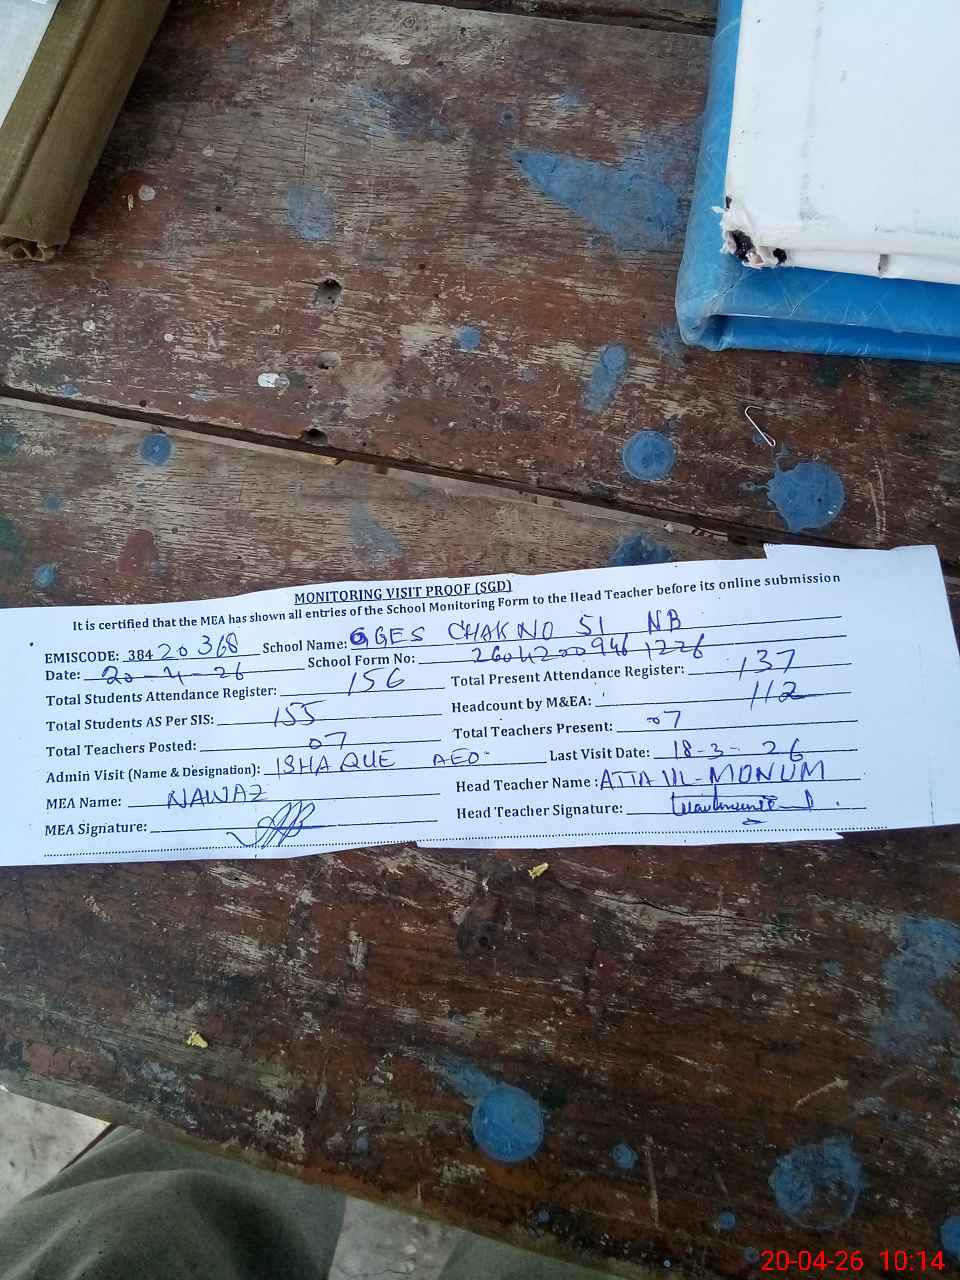 MONITORING VISIT PROOF (SGD)
It is certified that the MEA has shown all entries of the School Monitoring Form to the Head Teacher before its online submission
EMISCODE: 38420368 School Name: GGES CHAK NO 51 NB
Date: 20-4-26 School Form No: 26042009461226
Total Students Attendance Register: 156 Total Present Attendance Register: 137
Total Students AS Per SIS: 155 Headcount by M&EA: 112
Total Teachers Posted: 07 Total Teachers Present: 07
Admin Visit (Name & Designation): ISHAQUE AEO Last Visit Date: 18-3-26
MEA Name: NAWAZ Head Teacher Name : ATTA UL-MONUM
MEA Signature: Head Teacher Signature:
20-04-26 10:14